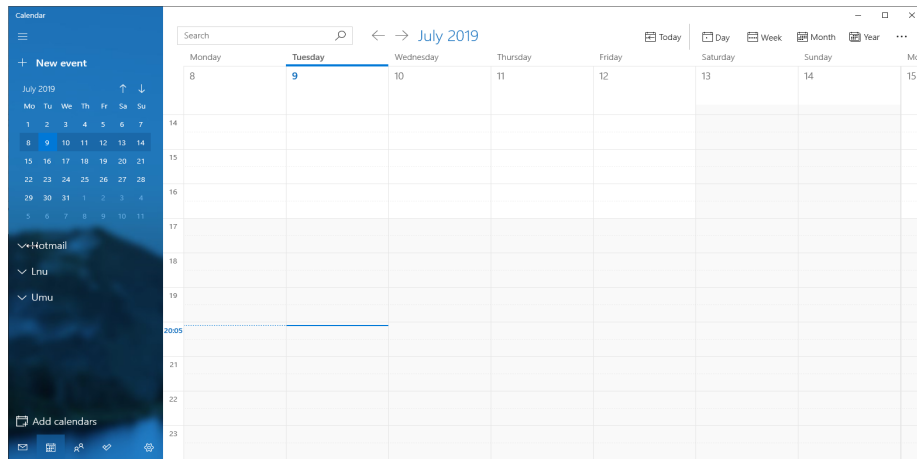 Calendar
Search
July 2019
Today
Day
Week
Month
Year
New event
July 2019
Mo Tu We Th Fr Sa Su
1 2 3 4 5 6 7
8 9 10 11 12 13 14
15 16 17 18 19 20 21
22 23 24 25 26 27 28
29 30 31 1 2 3 4
5 6 7 8 9 10 11
Hotmail
Lnu
Umu
Add calendars
Monday Tuesday Wednesday Thursday Friday Saturday Sunday Mo
8 9 10 11 12 13 14 15
14
15
16
17
18
19
20:05
21
22
23